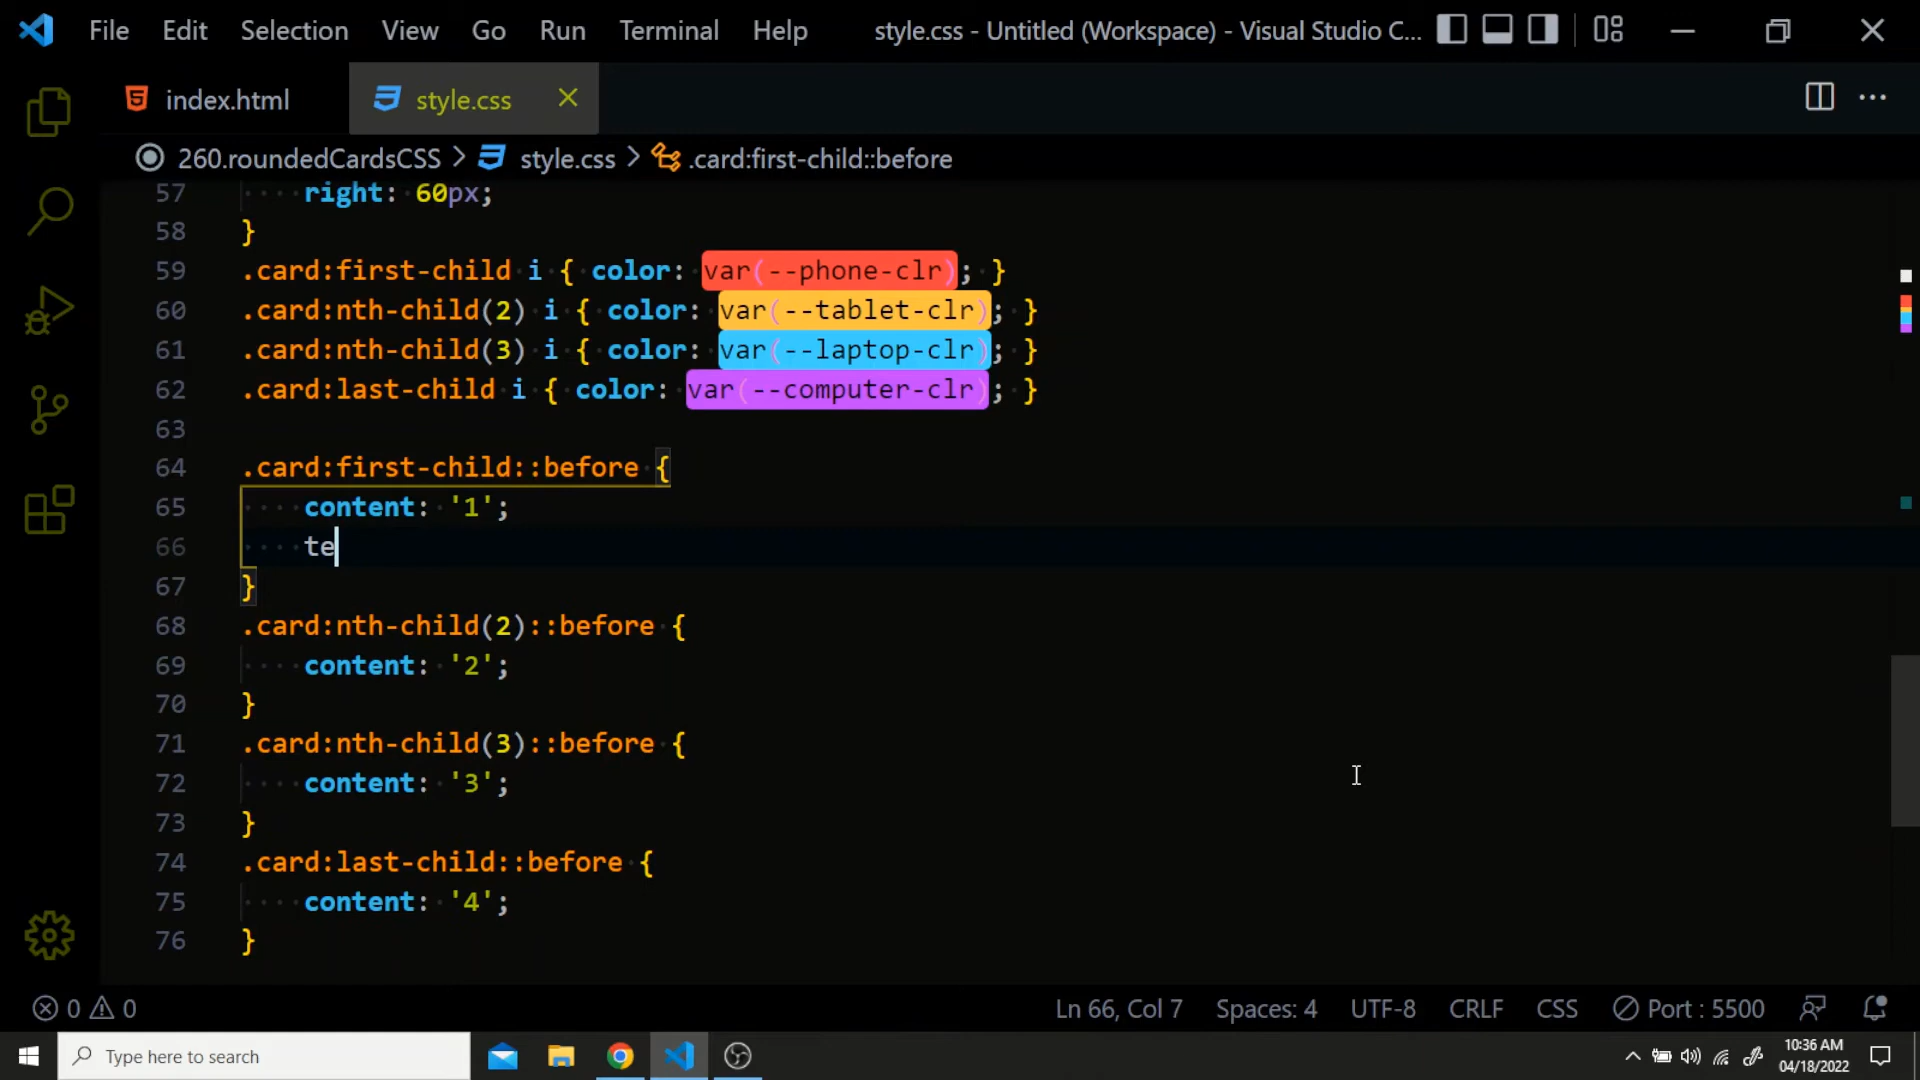 File Edit Selection View Go Run Terminal Help style.css - Untitled (Workspace) - Visual Studio C...
index.html style.css
260.roundedCardsCSS > style.css > .card:first-child::before
57 right: 60px;
58 }
59 .card:first-child i { color: var(--phone-clr); }
60 .card:nth-child(2) i { color: var(--tablet-clr); }
61 .card:nth-child(3) i { color: var(--laptop-clr); }
62 .card:last-child i { color: var(--computer-clr); }
63
64 .card:first-child::before {
65 content: '1';
66 te
67 }
68 .card:nth-child(2)::before {
69 content: '2';
70 }
71 .card:nth-child(3)::before {
72 content: '3';
73 }
74 .card:last-child::before {
75 content: '4';
76 }
0 0 Ln 66, Col 7 Spaces: 4 UTF-8 CRLF CSS Port : 5500
Type here to search
10:36 AM
04/18/2022